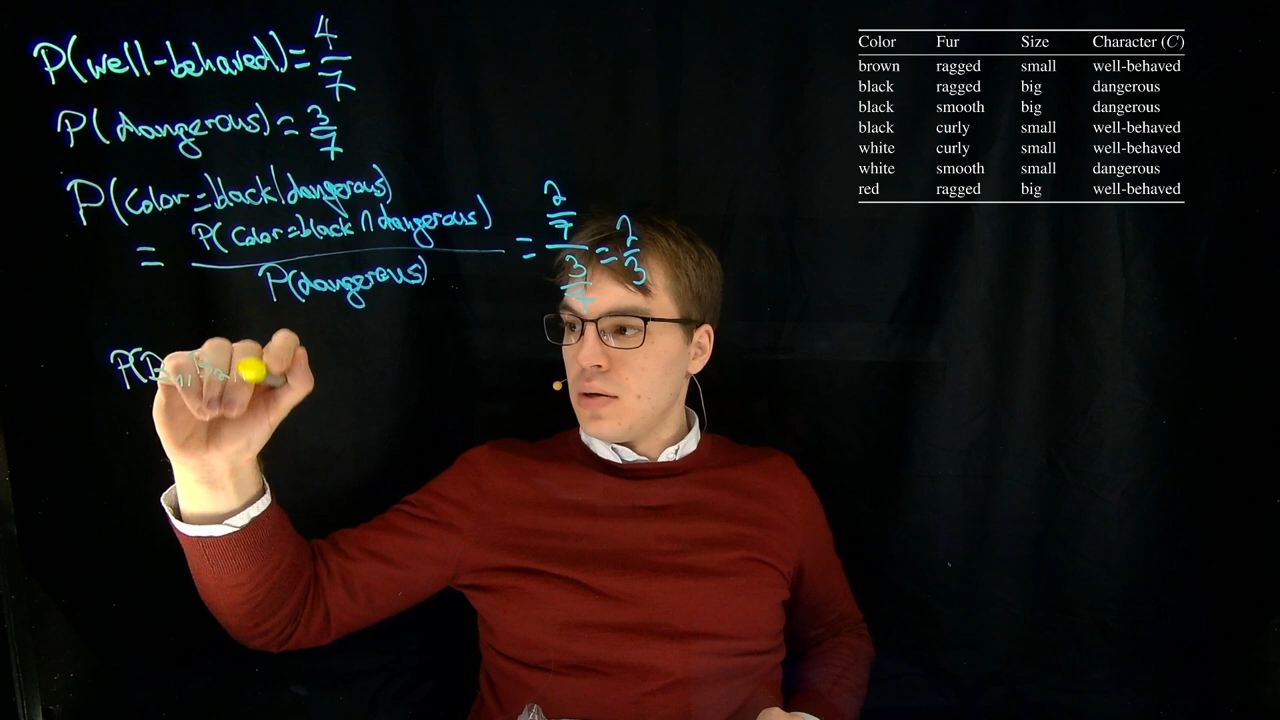 P(well-behaved) = 4/7
P(dangerous) = 3/7
P(Color=black|dangerous)
= P(Color=black ∩ dangerous) / P(dangerous) = 2/7 / 3/7 = 2/3
Color Fur Size Character (C)
brown ragged small well-behaved
black ragged big dangerous
black smooth big dangerous
black curly small well-behaved
white curly small well-behaved
white smooth small dangerous
red ragged big well-behaved